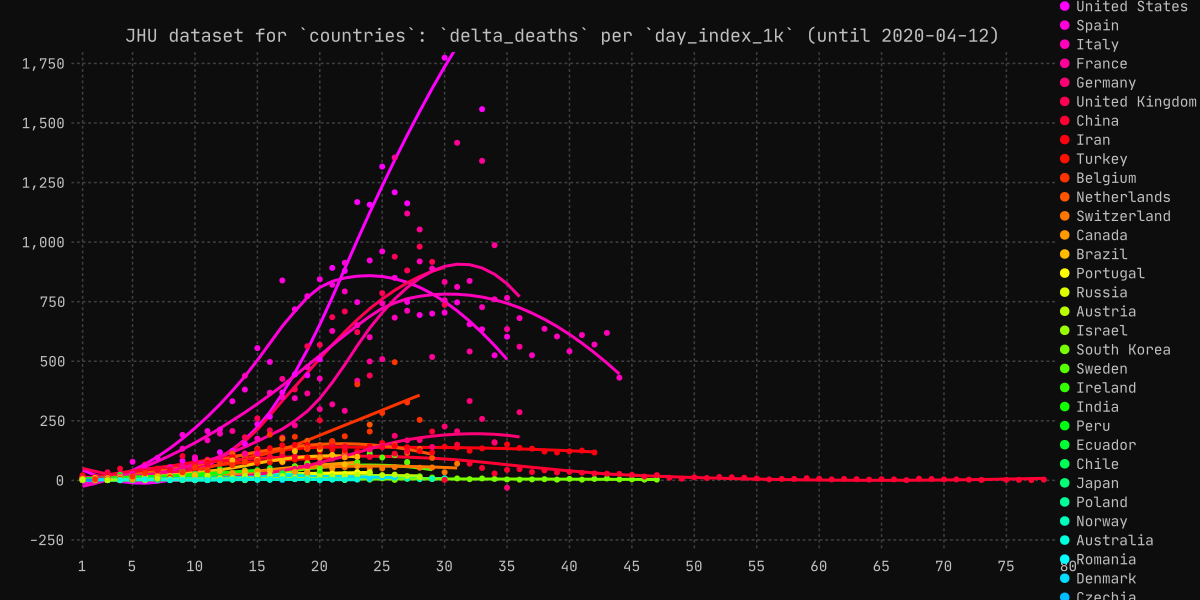 United States
JHU dataset for `countries`: `delta_deaths` per `day_index_1k` (until 2020-04-12)
Spain
Italy
France
Germany
United Kingdom
China
Iran
Turkey
Belgium
Netherlands
Switzerland
Canada
Brazil
Portugal
Russia
Austria
Israel
South Korea
Sweden
Ireland
India
Peru
Ecuador
Chile
Japan
Poland
Norway
Australia
Romania
Denmark
Czechia
1,750
1,500
1,250
1,000
750
500
250
0
−250
1 5 10 15 20 25 30 35 40 45 50 55 60 65 70 75 80